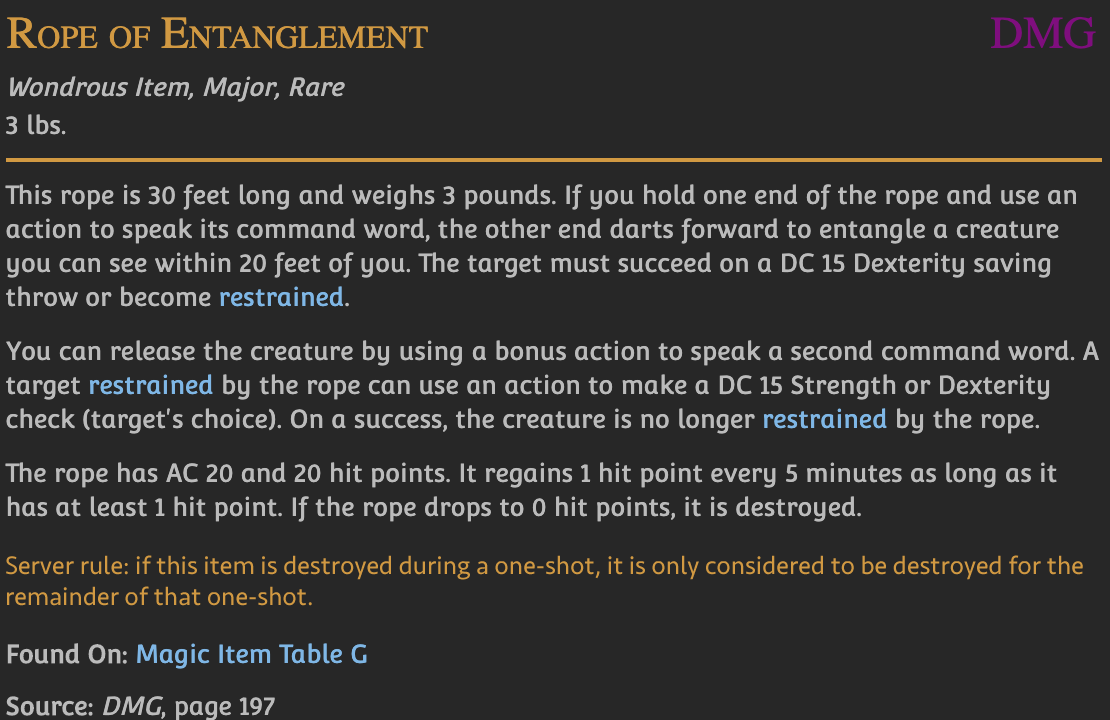 Rope of Entanglement DMG
Wondrous Item, Major, Rare
3 lbs.
This rope is 30 feet long and weighs 3 pounds. If you hold one end of the rope and use an
action to speak its command word, the other end darts forward to entangle a creature
you can see within 20 feet of you. The target must succeed on a DC 15 Dexterity saving
throw or become restrained.
You can release the creature by using a bonus action to speak a second command word. A
target restrained by the rope can use an action to make a DC 15 Strength or Dexterity
check (target's choice). On a success, the creature is no longer restrained by the rope.
The rope has AC 20 and 20 hit points. It regains 1 hit point every 5 minutes as long as it
has at least 1 hit point. If the rope drops to 0 hit points, it is destroyed.
Server rule: if this item is destroyed during a one-shot, it is only considered to be destroyed for the
remainder of that one-shot.
Found On: Magic Item Table G
Source: DMG, page 197